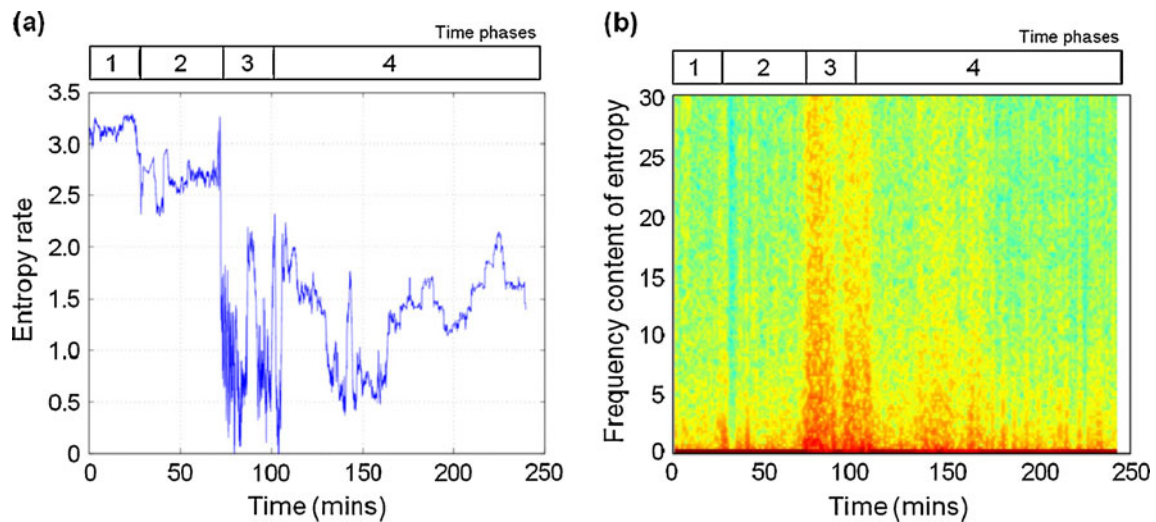 (a)
Time phases
1 2 3 4
3.5
3.0
2.5
2.0
1.5
1.0
0.5
0
Entropy rate
0 50 100 150 200 250
Time (mins)
(b)
Time phases
1 2 3 4
30
25
20
15
10
5
0
Frequency content of entropy
0 50 100 150 200 250
Time (mins)